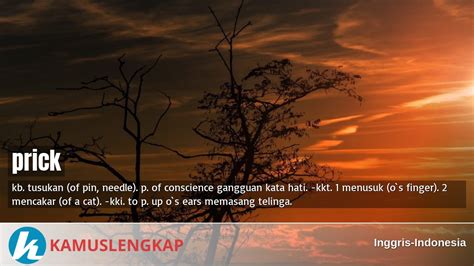 prick
kb. tusukan (of pin, needle). p. of conscience gangguan kata hati. -kkt. 1 menusuk (o`s finger). 2
mencakar (of a cat). -kki. to p. up o`s ears memasang telinga.
KAMUSLENGKAP
Inggris-Indonesia